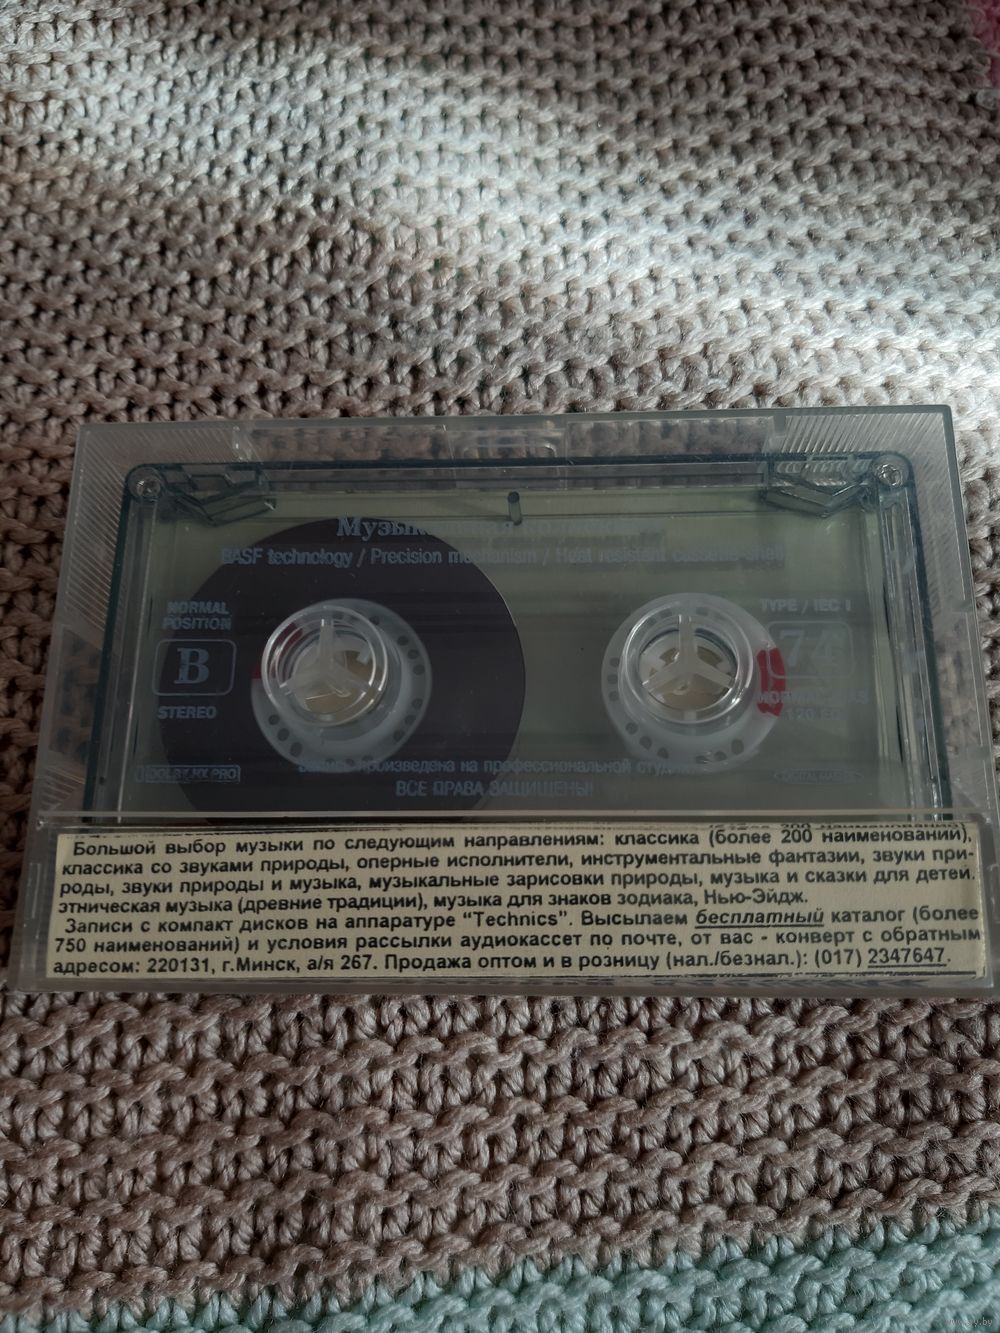 BASF technology / Precision mechanism / Heat resistant
NORMAL
POSITION
TYPE / IEC I
B
74
STEREO
DOLBY HX PRO
Запись произведена на профессиональной студии
ВСЕ ПРАВА ЗАЩИЩЕНЫ!
Большой выбор музыки по следующим направлениям: классика (более 200 наименований),
классика со звуками природы, оперные исполнители, инструментальные фантазии, звуки при-
роды, звуки природы и музыка, музыкальные зарисовки природы, музыка и сказки для детей.
этническая музыка (древние традиции), музыка для знаков зодиака, Нью-Эйдж.
Записи с компакт дисков на аппаратуре “Technics”. Высылаем бесплатный каталог (более
750 наименований) и условия рассылки аудиокассет по почте, от вас - конверт с обратным
адресом: 220131, г.Минск, а/я 267. Продажа оптом и в розницу (нал./безнал.): (017) 2347647.